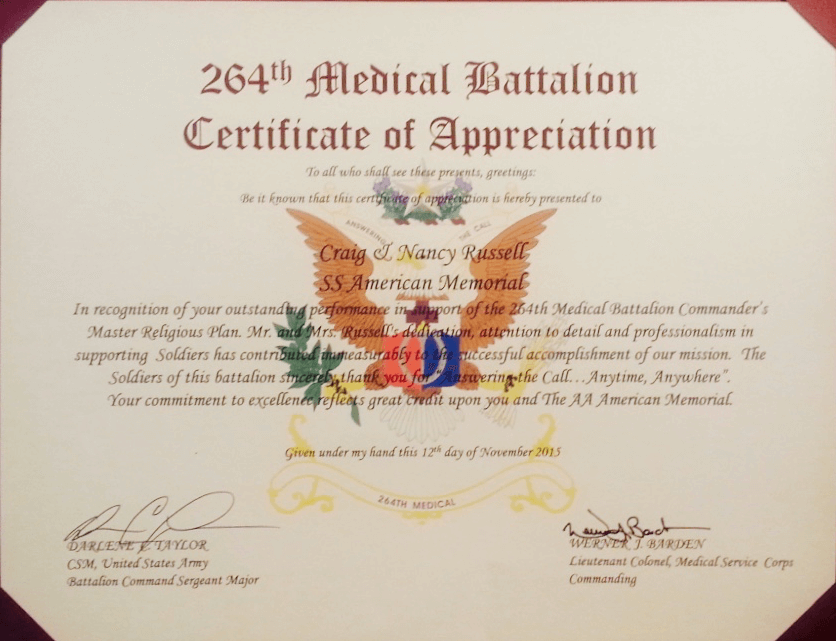 264th Medical Battalion
Certificate of Appreciation
To all who shall see these presents, greetings:
Be it known that this certificate of appreciation is hereby presented to
ANSWERING THE CALL
Craig & Nancy Russell
SS American Memorial
In recognition of your outstanding performance in support of the 264th Medical Battalion Commander's
Master Religious Plan. Mr. and Mrs. Russell's dedication, attention to detail and professionalism in
supporting Soldiers has contributed immeasurably to the successful accomplishment of our mission. The
Soldiers of this battalion sincerely thank you for "Answering the Call…Anytime, Anywhere".
Your commitment to excellence reflects great credit upon you and The AA American Memorial.
Given under my hand this 12th day of November 2015
264TH MEDICAL
DARLENE TAYLOR
CSM, United States Army
Battalion Command Sergeant Major
WERNER J. BARDEN
Lieutenant Colonel, Medical Service Corps
Commanding